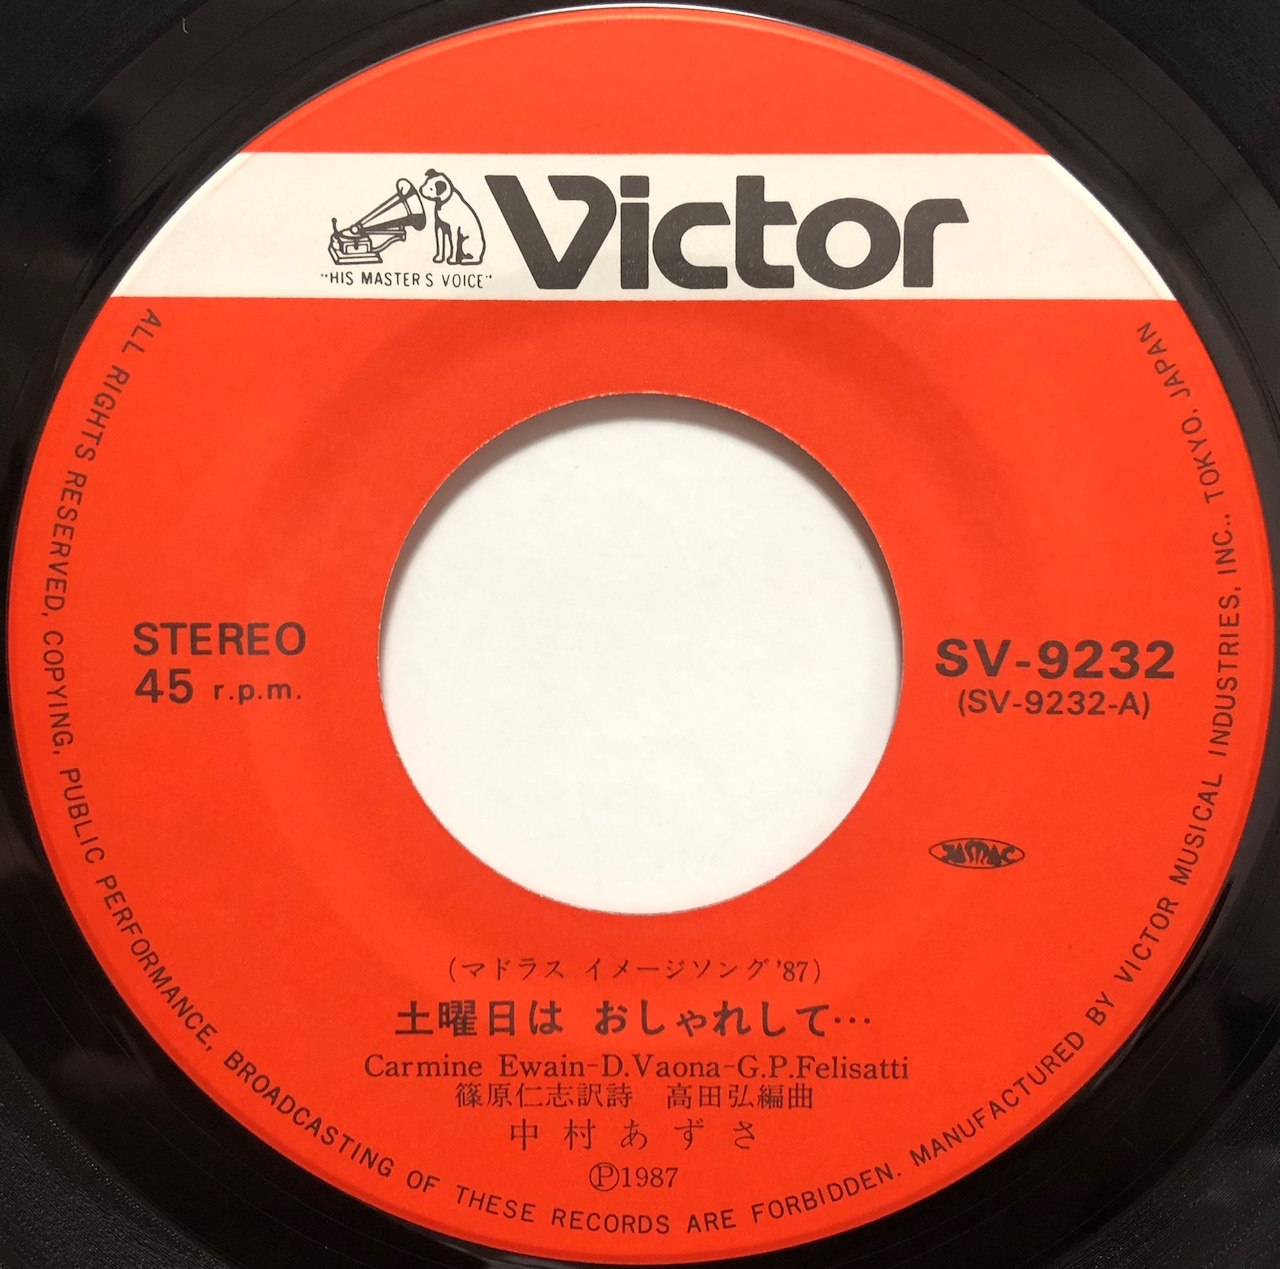 "HIS MASTER'S VOICE"
Victor
STEREO
45 r.p.m.
SV-9232
(SV-9232-A)
JASRAC
(マドラス イメージソング'87)
土曜日は おしゃれして…
Carmine Ewain-D.Vaona-G.P.Felisatti
篠原仁志訳詩 高田弘編曲
中村あずさ
Ⓟ1987
ALL RIGHTS RESERVED, COPYING, PUBLIC PERFORMANCE, BROADCASTING OF THESE RECORDS ARE FORBIDDEN. MANUFACTURED BY VICTOR MUSICAL INDUSTRIES, INC., TOKYO, JAPAN